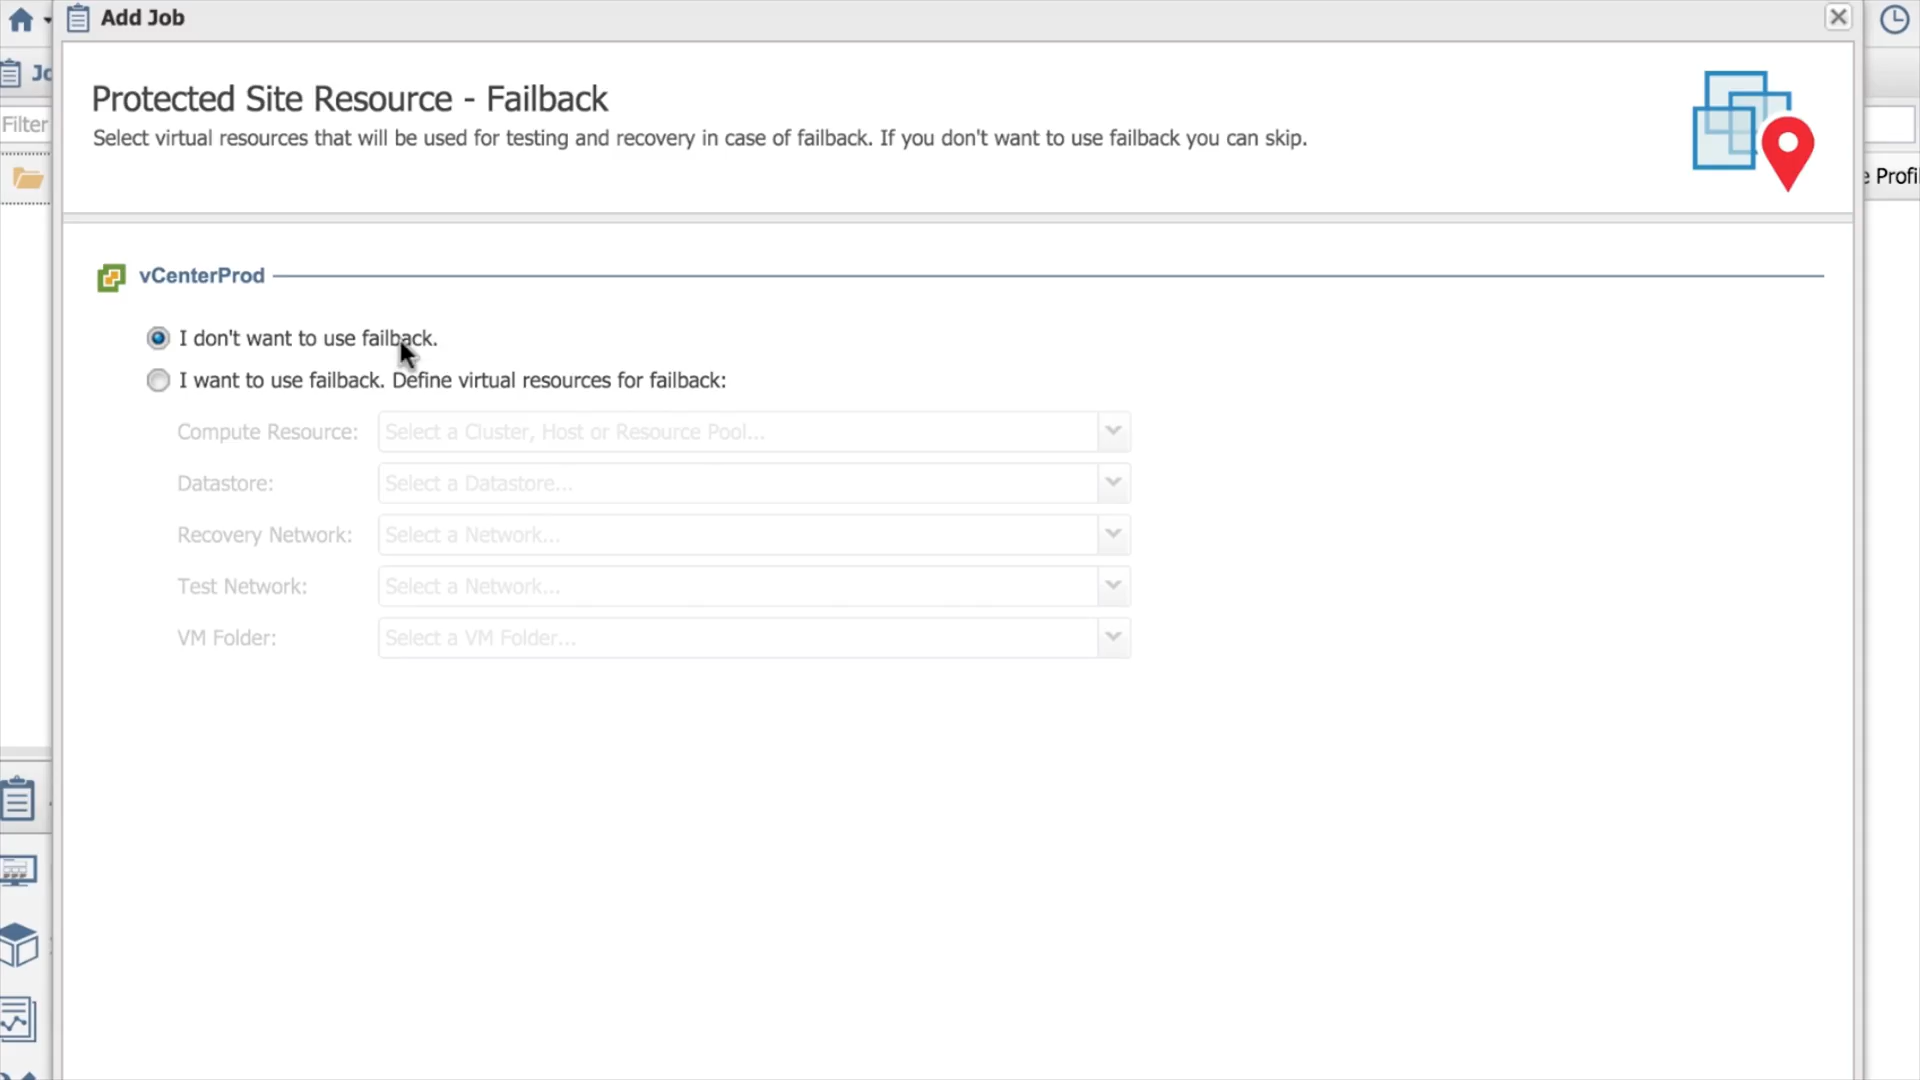 Add Job
Jo
Filter
Protected Site Resource - Failback
Select virtual resources that will be used for testing and recovery in case of failback. If you don't want to use failback you can skip.
e Profi
vCenterProd
I don't want to use failback.
I want to use failback. Define virtual resources for failback:
Compute Resource: Select a Cluster, Host or Resource Pool...
Datastore: Select a Datastore...
Recovery Network: Select a Network...
Test Network: Select a Network...
VM Folder: Select a VM Folder...